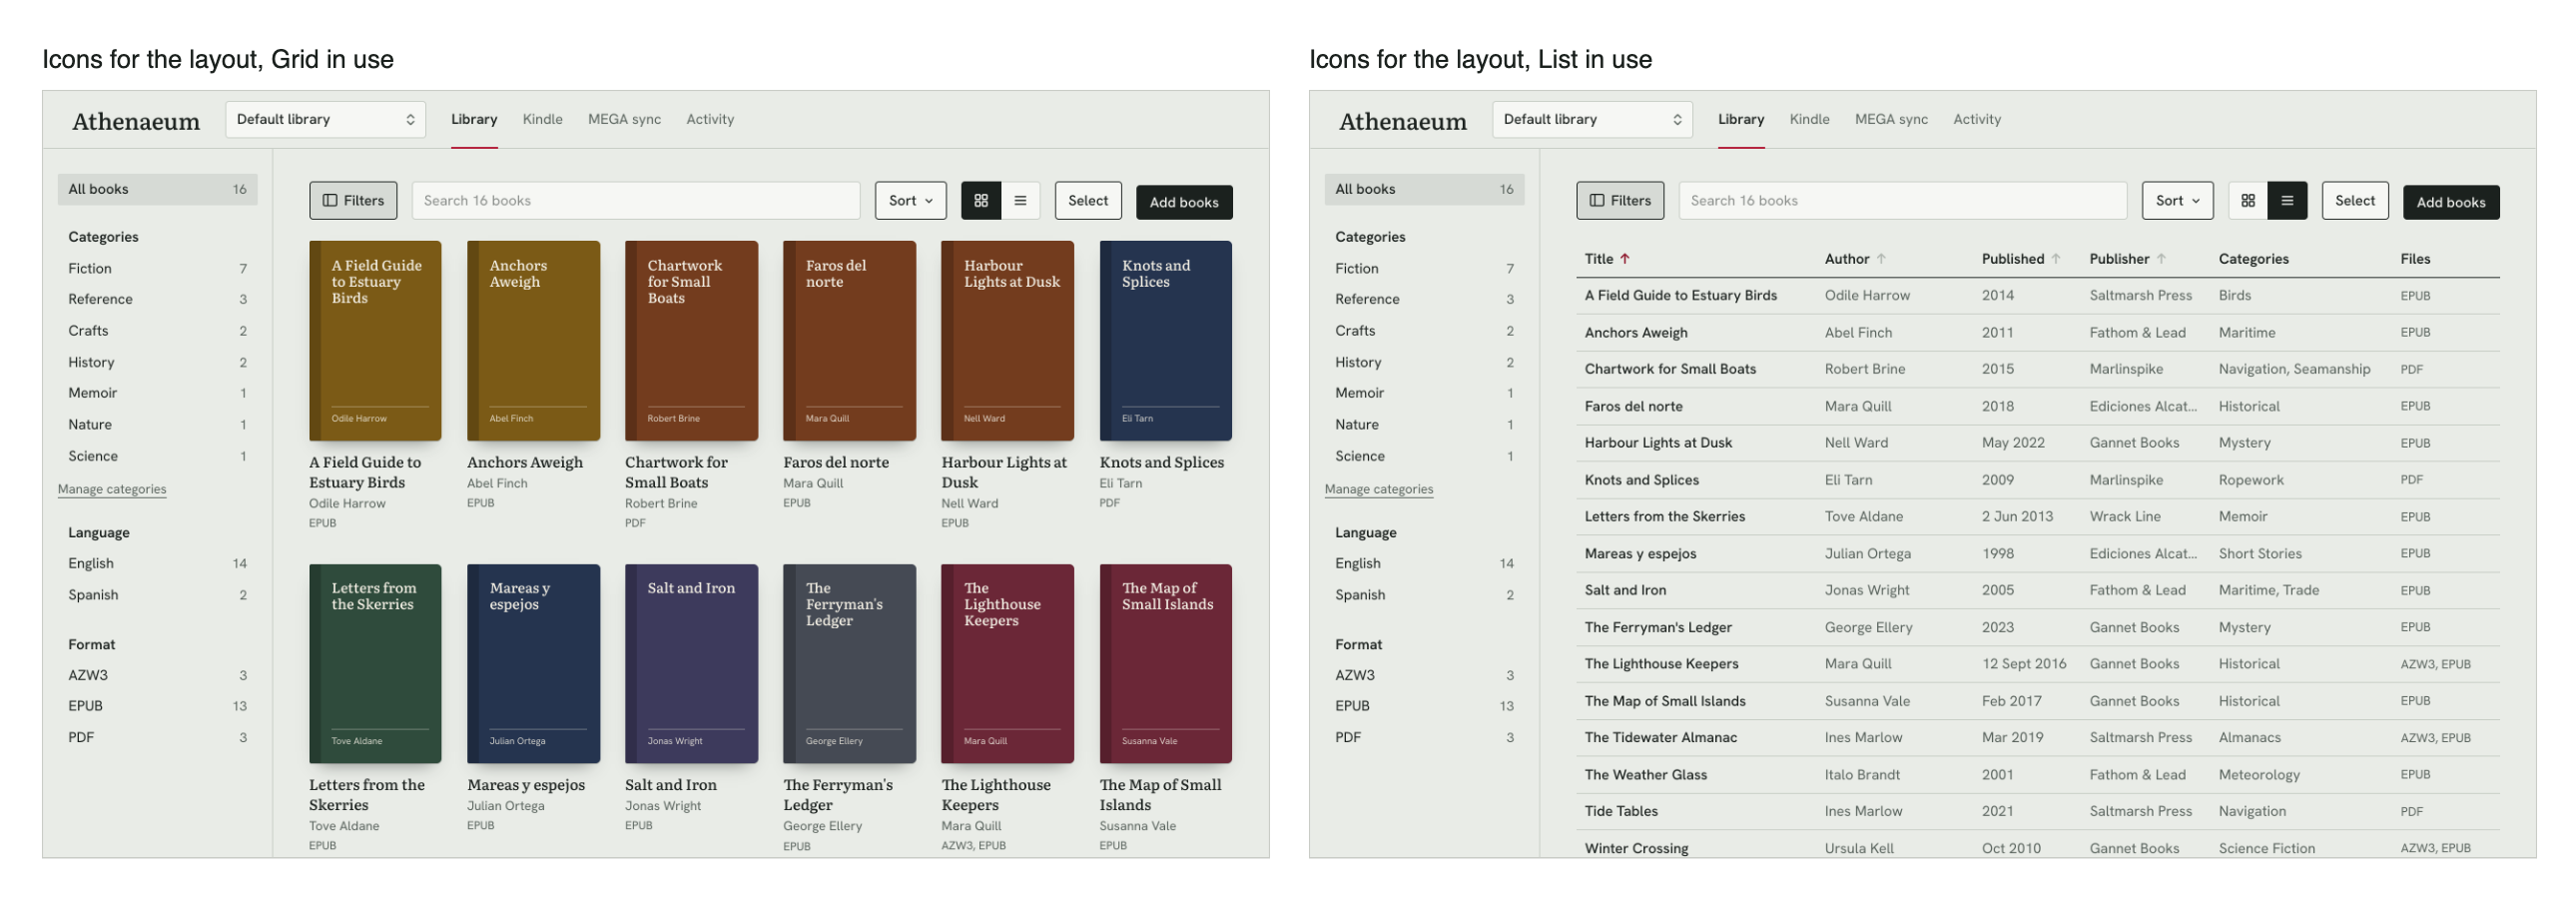 Icons for the layout, Grid in use
Athenaeum
Default library
Library
Kindle
MEGA sync
Activity
All books 16
Categories
Fiction 7
Reference 3
Crafts 2
History 2
Memoir 1
Nature 1
Science 1
Manage categories
Language
English 14
Spanish 2
Format
AZW3 3
EPUB 13
PDF 3
Filters
Search 16 books
Sort
Select
Add books
A Field Guide
to Estuary
Birds
Odile Harrow
A Field Guide to
Estuary Birds
Odile Harrow
EPUB
Anchors
Aweigh
Abel Finch
Anchors Aweigh
Abel Finch
EPUB
Chartwork
for Small
Boats
Robert Brine
Chartwork for
Small Boats
Robert Brine
PDF
Faros del
norte
Mara Quill
Faros del norte
Mara Quill
EPUB
Harbour
Lights at Dusk
Nell Ward
Harbour Lights at
Dusk
Nell Ward
EPUB
Knots and
Splices
Eli Tarn
Knots and Splices
Eli Tarn
PDF
Letters from
the Skerries
Tove Aldane
Letters from the
Skerries
Tove Aldane
EPUB
Mareas y
espejos
Julian Ortega
Mareas y espejos
Julian Ortega
EPUB
Salt and Iron
Jonas Wright
Salt and Iron
Jonas Wright
EPUB
The
Ferryman's
Ledger
George Ellery
The Ferryman's
Ledger
George Ellery
EPUB
The
Lighthouse
Keepers
Mara Quill
The Lighthouse
Keepers
Mara Quill
AZW3, EPUB
The Map of
Small Islands
Susanna Vale
The Map of Small
Islands
Susanna Vale
EPUB
Icons for the layout, List in use
Athenaeum
Default library
Library
Kindle
MEGA sync
Activity
All books 16
Categories
Fiction 7
Reference 3
Crafts 2
History 2
Memoir 1
Nature 1
Science 1
Manage categories
Language
English 14
Spanish 2
Format
AZW3 3
EPUB 13
PDF 3
Filters
Search 16 books
Sort
Select
Add books
Title Author Published Publisher Categories Files
A Field Guide to Estuary Birds Odile Harrow 2014 Saltmarsh Press Birds EPUB
Anchors Aweigh Abel Finch 2011 Fathom & Lead Maritime EPUB
Chartwork for Small Boats Robert Brine 2015 Marlinspike Navigation, Seamanship PDF
Faros del norte Mara Quill 2018 Ediciones Alcat... Historical EPUB
Harbour Lights at Dusk Nell Ward May 2022 Gannet Books Mystery EPUB
Knots and Splices Eli Tarn 2009 Marlinspike Ropework PDF
Letters from the Skerries Tove Aldane 2 Jun 2013 Wrack Line Memoir EPUB
Mareas y espejos Julian Ortega 1998 Ediciones Alcat... Short Stories EPUB
Salt and Iron Jonas Wright 2005 Fathom & Lead Maritime, Trade EPUB
The Ferryman's Ledger George Ellery 2023 Gannet Books Mystery EPUB
The Lighthouse Keepers Mara Quill 12 Sept 2016 Gannet Books Historical AZW3, EPUB
The Map of Small Islands Susanna Vale Feb 2017 Gannet Books Historical EPUB
The Tidewater Almanac Ines Marlow Mar 2019 Saltmarsh Press Almanacs AZW3, EPUB
The Weather Glass Italo Brandt 2001 Fathom & Lead Meteorology EPUB
Tide Tables Ines Marlow 2021 Saltmarsh Press Navigation PDF
Winter Crossing Ursula Kell Oct 2010 Gannet Books Science Fiction AZW3, EPUB